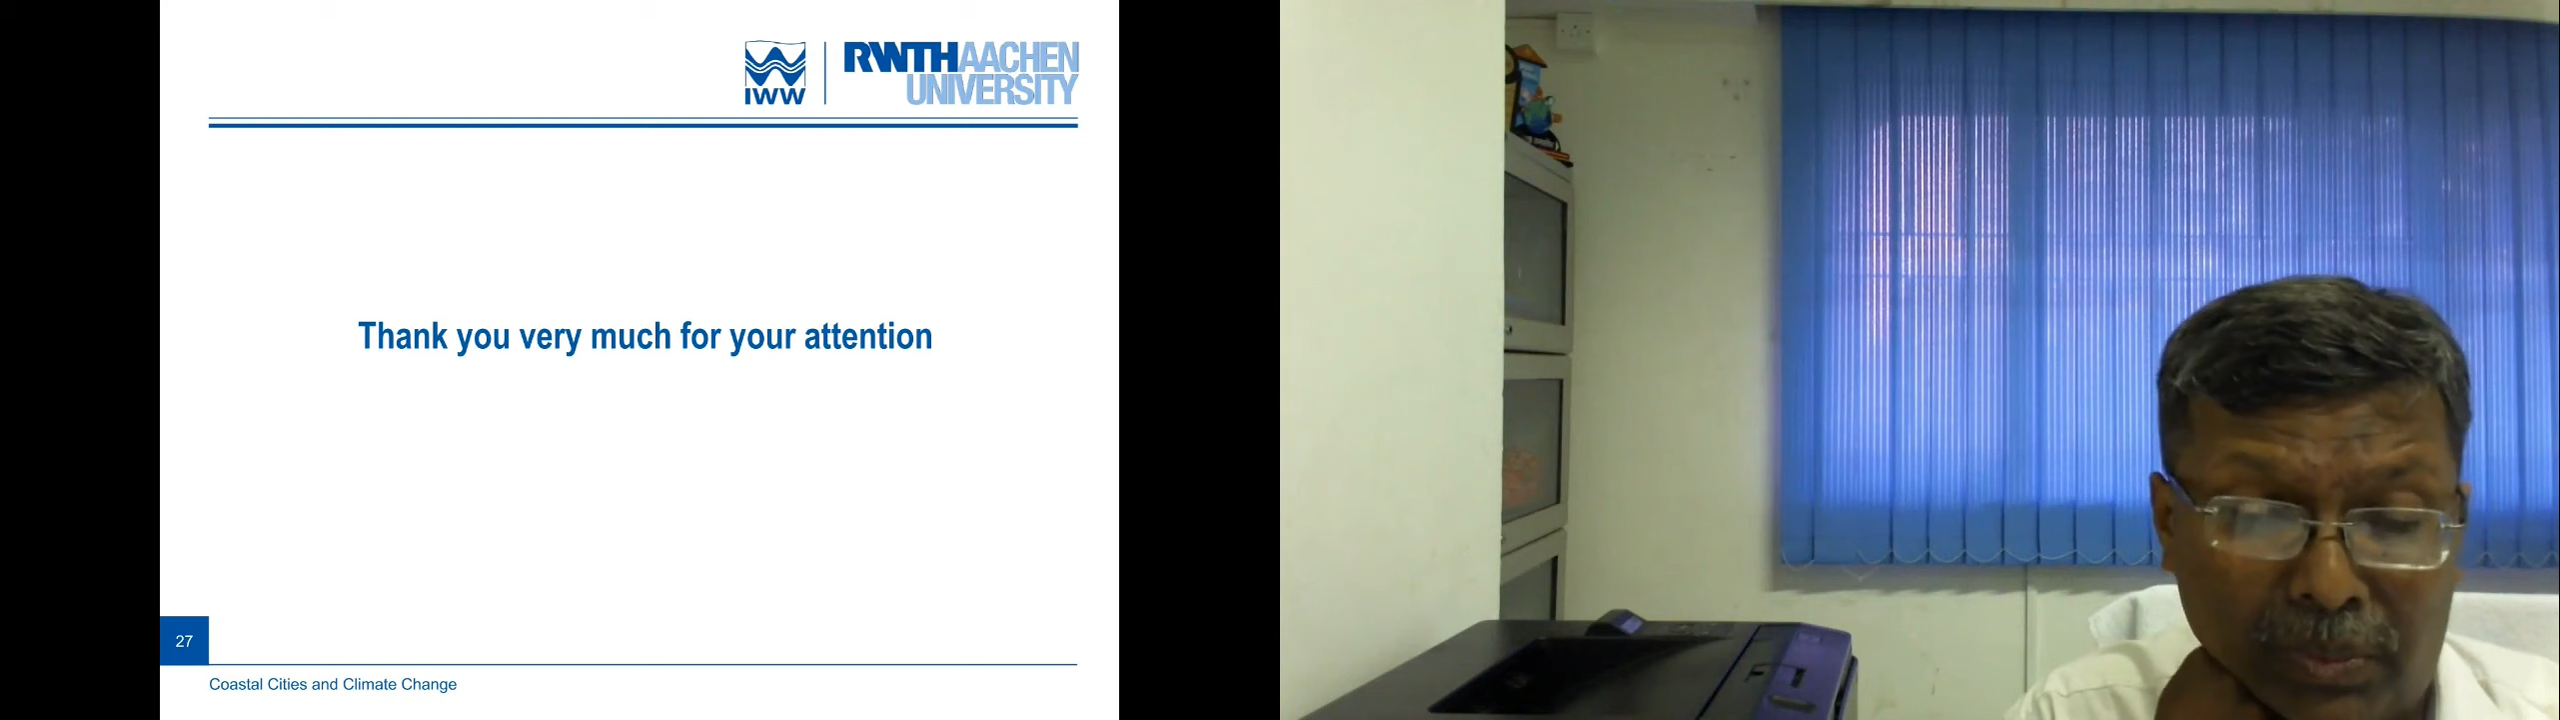 IWW
RWTHAACHEN
UNIVERSITY
Thank you very much for your attention
27
Coastal Cities and Climate Change